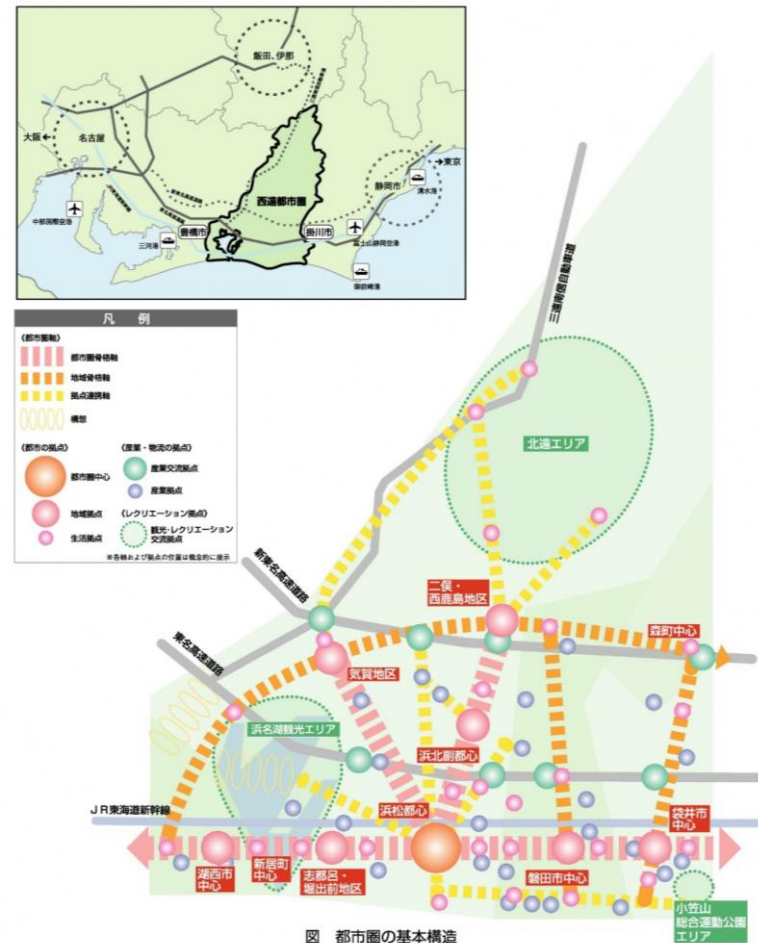 飯田、伊那
大阪
名古屋
東京
静岡市
清水港
西遠都市圏
中部国際空港
豊橋市
掛川市
三河港
富士山静岡空港
御前崎港
凡 例
《都市圏軸》
都市圏骨格軸
地域骨格軸
拠点連携軸
構想
《都市の拠点》
都市圏中心
地域拠点
生活拠点
《産業・物流の拠点》
産業交流拠点
産業拠点
《レクリエーション拠点》
観光・レクリエーション
交流拠点
※各軸および拠点の位置は概念的に提示
三遠南信自動車道
北遠エリア
新東名高速道路
二俣・
西鹿島地区
森町中心
東名高速道路
気賀地区
浜名湖観光エリア
浜北副都心
浜松都心
JR東海道新幹線
袋井市
中心
湖西市
中心
新居町
中心
志都呂・
堀出前地区
磐田市中心
小笠山
総合運動公園
エリア
図 都市圏の基本構造